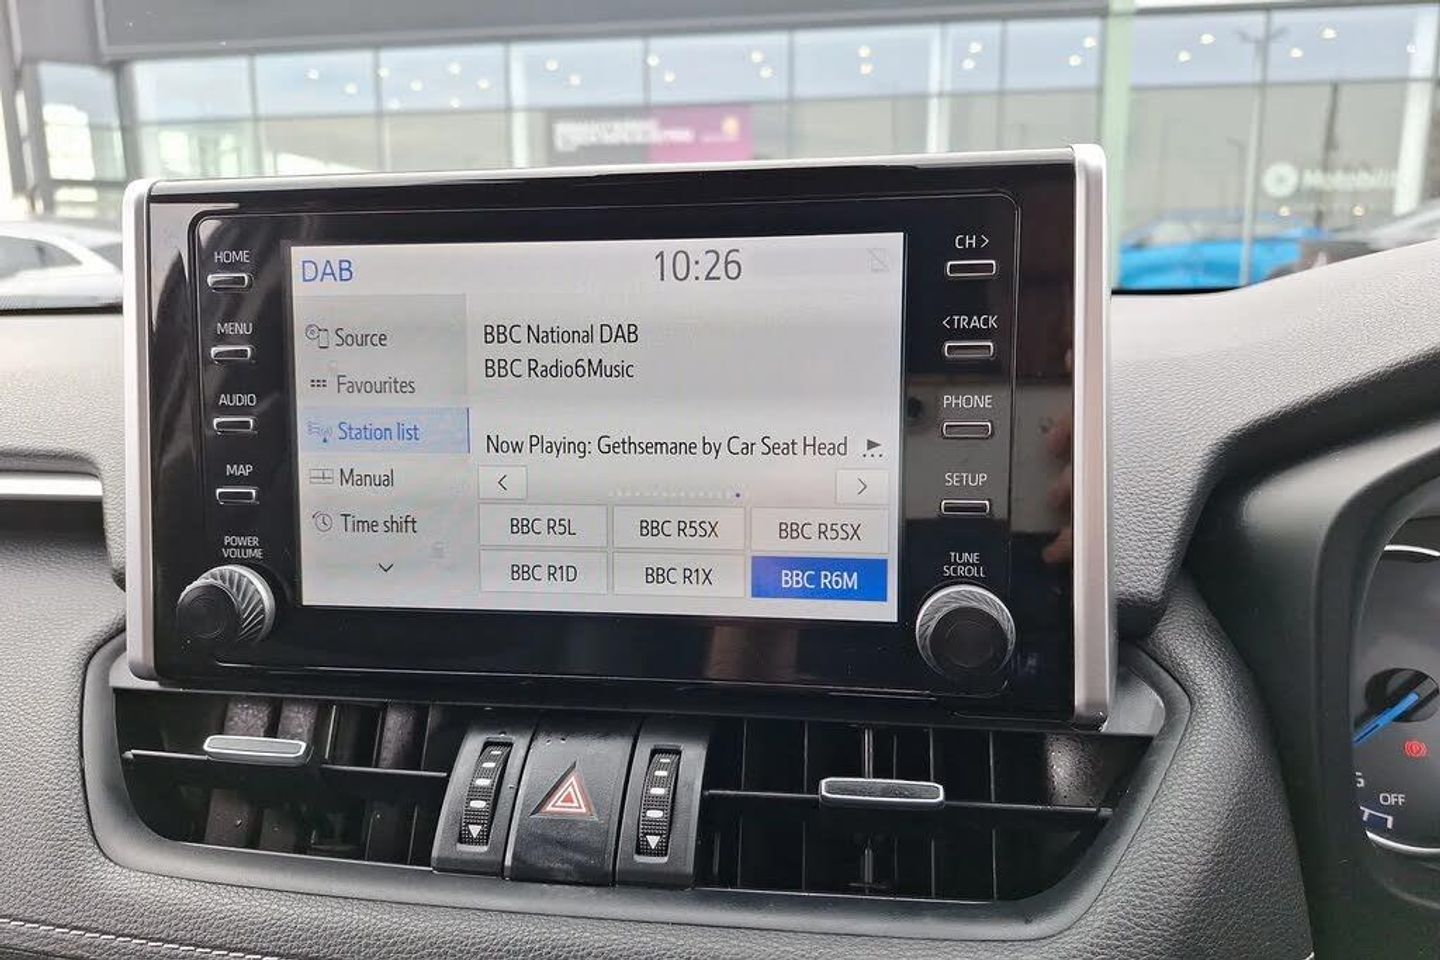 HOME
MENU
AUDIO
MAP
POWER
VOLUME
DAB
10:26
Source
Favourites
Station list
Manual
Time shift
BBC National DAB
BBC Radio6Music
Now Playing: Gethsemane by Car Seat Head
BBC R5L
BBC R5SX
BBC R5SX
BBC R1D
BBC R1X
BBC R6M
CH >
< TRACK
PHONE
SETUP
TUNE
SCROLL
OFF